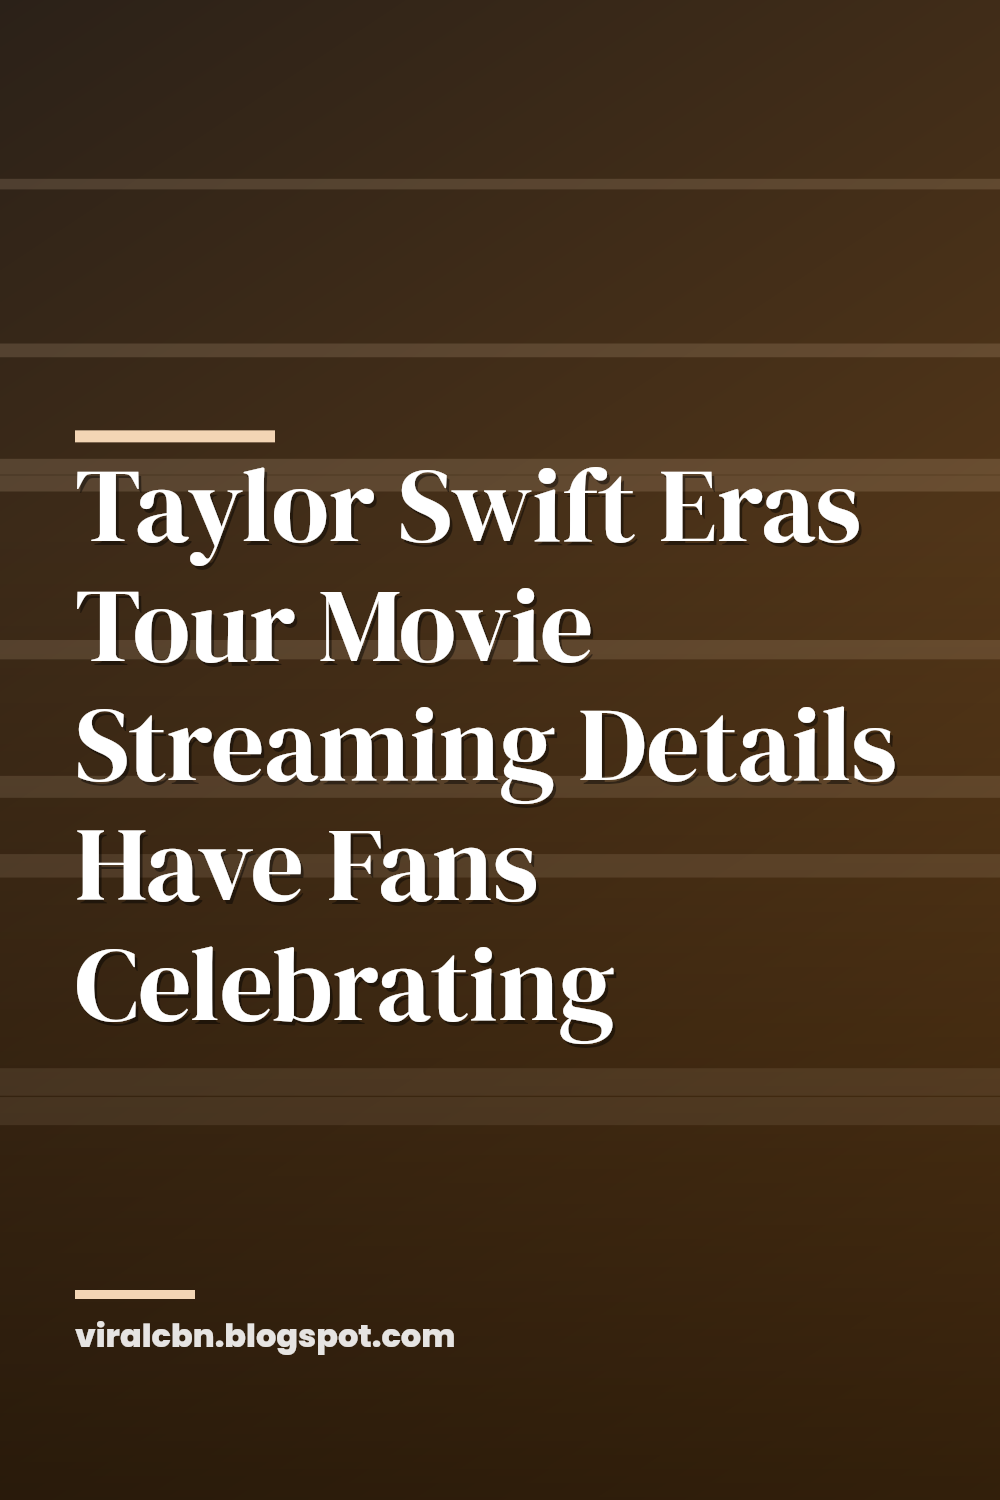 Taylor Swift Eras
Tour Movie
Streaming Details
Have Fans
Celebrating
viralcbn.blogspot.com